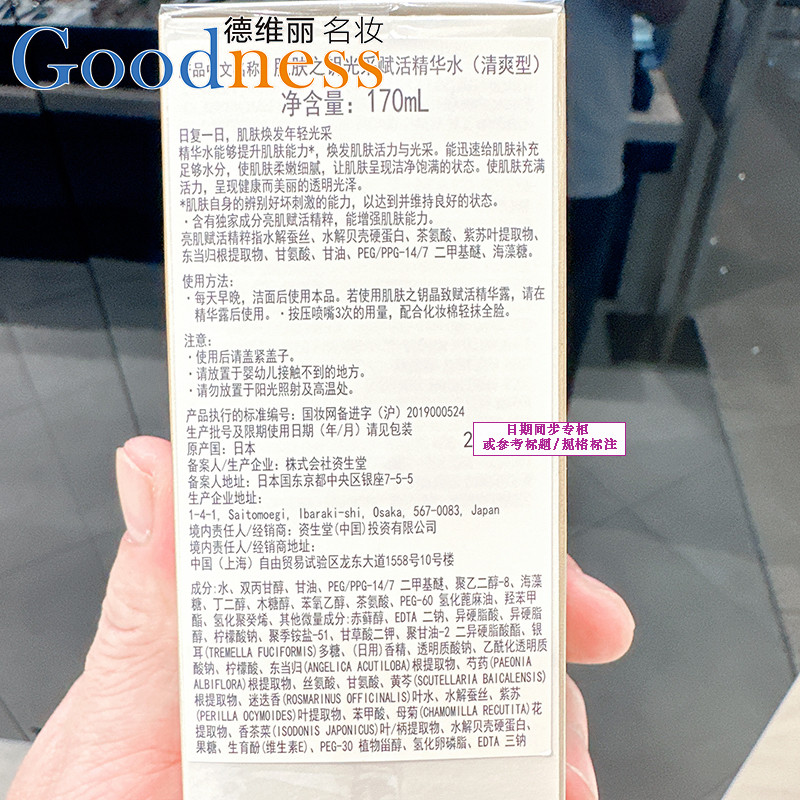 德维丽名妆
Goodness
肤之钥光采赋活精华水（清爽型）
净含量：170mL
日复一日，肌肤焕发年轻光采
精华水能够提升肌肤能力*，焕发肌肤活力与光采。能迅速给肌肤补充
足够水分，使肌肤柔嫩细腻，让肌肤呈现洁净饱满的状态。使肌肤充满
活力，呈现健康而美丽的透明光泽。
*肌肤自身的辨别好坏刺激的能力，以达到并维持良好的状态。
·含有独家成分亮肌赋活精粹，能增强肌肤能力。
亮肌赋活精粹指水解蚕丝、水解贝壳硬蛋白、茶氨酸、紫苏叶提取物、
东当归根提取物、甘氨酸、甘油、PEG/PPG-14/7 二甲基醚、海藻糖。
使用方法：
·每天早晚，洁面后使用本品。若使用肌肤之钥晶致赋活精华露，请在
精华露后使用。·按压喷嘴3次的用量，配合化妆棉轻抹全脸。
注意：
·使用后请盖紧盖子。
·请放置于婴幼儿接触不到的地方。
·请勿放置于阳光照射及高温处。
产品执行的标准编号：国妆网备进字（沪）2019000524
生产批号及限期使用日期（年/月）请见包装
2
日期同步专柜
或参考标题/规格标注
原产国：日本
备案人/生产企业：株式会社资生堂
备案人地址：日本国东京都中央区银座7-5-5
生产企业地址：
1-4-1, Saitomoegi, Ibaraki-shi, Osaka, 567-0083, Japan
境内责任人/经销商：资生堂(中国)投资有限公司
境内责任人/经销商地址：
中国（上海）自由贸易试验区龙东大道1558号10号楼
成分:水、双丙甘醇、甘油、PEG/PPG-14/7 二甲基醚、聚乙二醇-8、海藻
糖、丁二醇、木糖醇、苯氧乙醇、茶氨酸、PEG-60 氢化蓖麻油、羟苯甲
酯、氢化聚癸烯、其他微量成分:赤藓醇、EDTA 二钠、异硬脂酸、异硬脂
醇、柠檬酸钠、聚季铵盐-51、甘草酸二钾、聚甘油-2 二异硬脂酸酯、银
耳(TREMELLA FUCIFORMIS)多糖、(日用)香精、透明质酸钠、乙酰化透明质
酸钠、柠檬酸、东当归(ANGELICA ACUTILOBA)根提取物、芍药(PAEONIA
ALBIFLORA)根提取物、丝氨酸、甘氨酸、黄芩(SCUTELLARIA BAICALENSIS)
根提取物、迷迭香(ROSMARINUS OFFICINALIS)叶水、水解蚕丝、紫苏
(PERILLA OCYMOIDES)叶提取物、苯甲酸、母菊(CHAMOMILLA RECUTITA)花
提取物、香茶菜(ISODONIS JAPONICUS)叶/柄提取物、水解贝壳硬蛋白、
果糖、生育酚(维生素E)、PEG-30 植物甾醇、氢化卵磷脂、EDTA 三钠